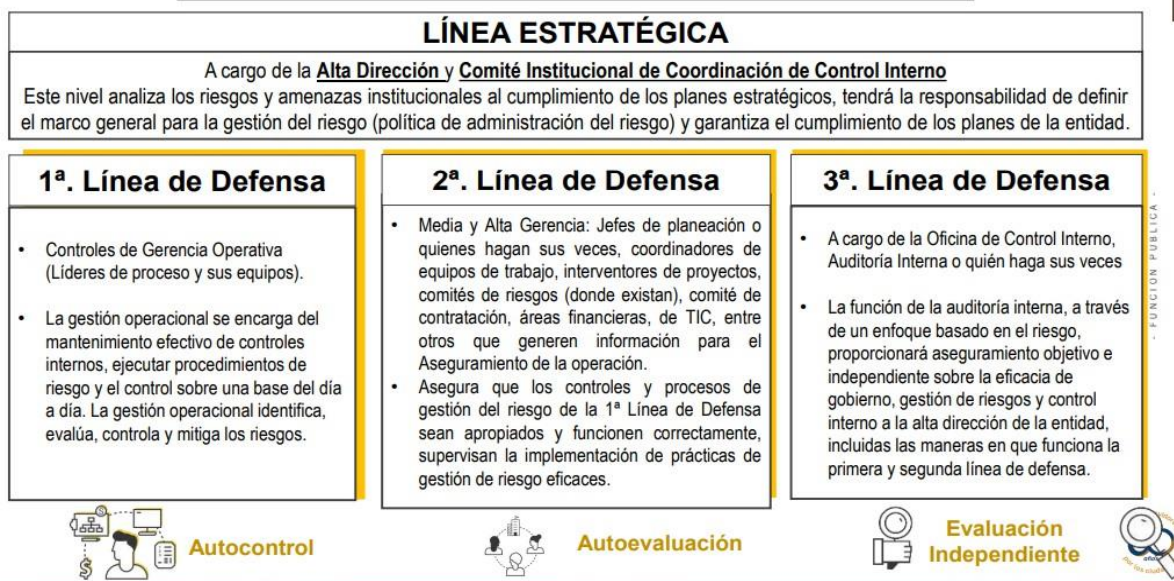 LÍNEA ESTRATÉGICA
A cargo de la Alta Dirección y Comité Institucional de Coordinación de Control Interno
Este nivel analiza los riesgos y amenazas institucionales al cumplimiento de los planes estratégicos, tendrá la responsabilidad de definir
el marco general para la gestión del riesgo (política de administración del riesgo) y garantiza el cumplimiento de los planes de la entidad.
1ª. Línea de Defensa
• Controles de Gerencia Operativa
(Líderes de proceso y sus equipos).
• La gestión operacional se encarga del
mantenimiento efectivo de controles
internos, ejecutar procedimientos de
riesgo y el control sobre una base del día
a día. La gestión operacional identifica,
evalúa, controla y mitiga los riesgos.
Autocontrol
2ª. Línea de Defensa
• Media y Alta Gerencia: Jefes de planeación o
quienes hagan sus veces, coordinadores de
equipos de trabajo, interventores de proyectos,
comités de riesgos (donde existan), comité de
contratación, áreas financieras, de TIC, entre
otros que generen información para el
Aseguramiento de la operación.
• Asegura que los controles y procesos de
gestión del riesgo de la 1ª Línea de Defensa
sean apropiados y funcionen correctamente,
supervisan la implementación de prácticas de
gestión de riesgo eficaces.
Autoevaluación
3ª. Línea de Defensa
• A cargo de la Oficina de Control Interno,
Auditoría Interna o quién haga sus veces
• La función de la auditoría interna, a través
de un enfoque basado en el riesgo,
proporcionará aseguramiento objetivo e
independiente sobre la eficacia de
gobierno, gestión de riesgos y control
interno a la alta dirección de la entidad,
incluidas las maneras en que funciona la
primera y segunda línea de defensa.
Evaluación
Independiente
- FUNCIÓN PÚBLICA -